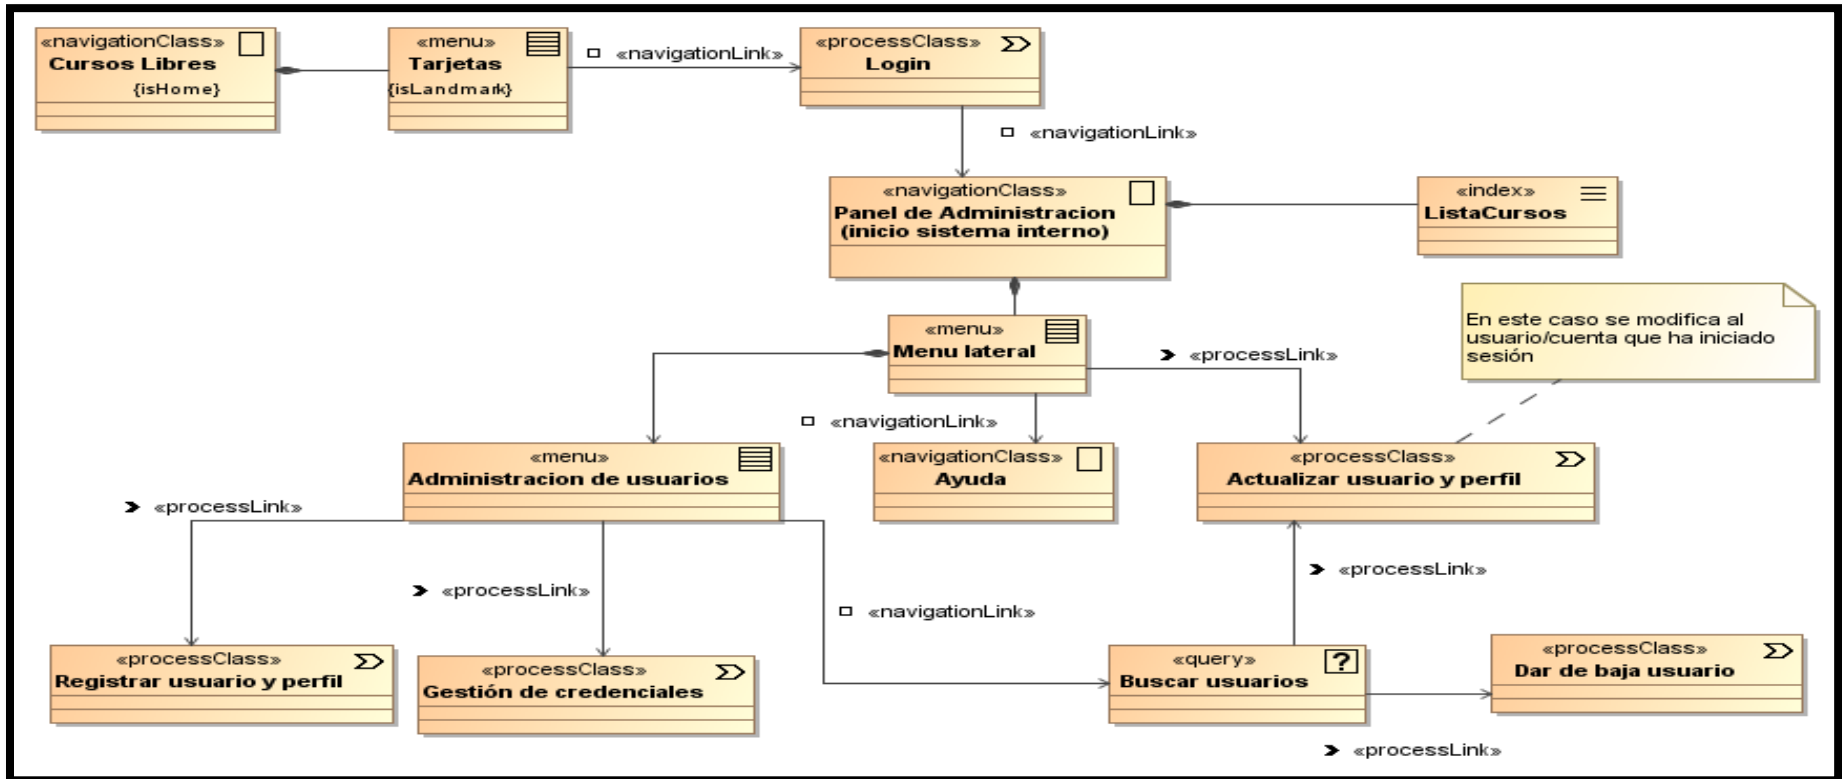 «navigationClass»
Cursos Libres
{isHome}
«menu»
Tarjetas
{isLandmark}
«navigationLink»
«processClass»
Login
«navigationLink»
«navigationClass»
Panel de Administracion
(inicio sistema interno)
«index»
ListaCursos
En este caso se modifica al
usuario/cuenta que ha iniciado
sesión
«menu»
Menu lateral
«processLink»
«navigationLink»
«menu»
Administracion de usuarios
«navigationClass»
Ayuda
«processClass»
Actualizar usuario y perfil
«processLink»
«processLink»
«navigationLink»
«processLink»
«processClass»
Registrar usuario y perfil
«processClass»
Gestión de credenciales
«query»
?
Buscar usuarios
«processClass»
Dar de baja usuario
«processLink»